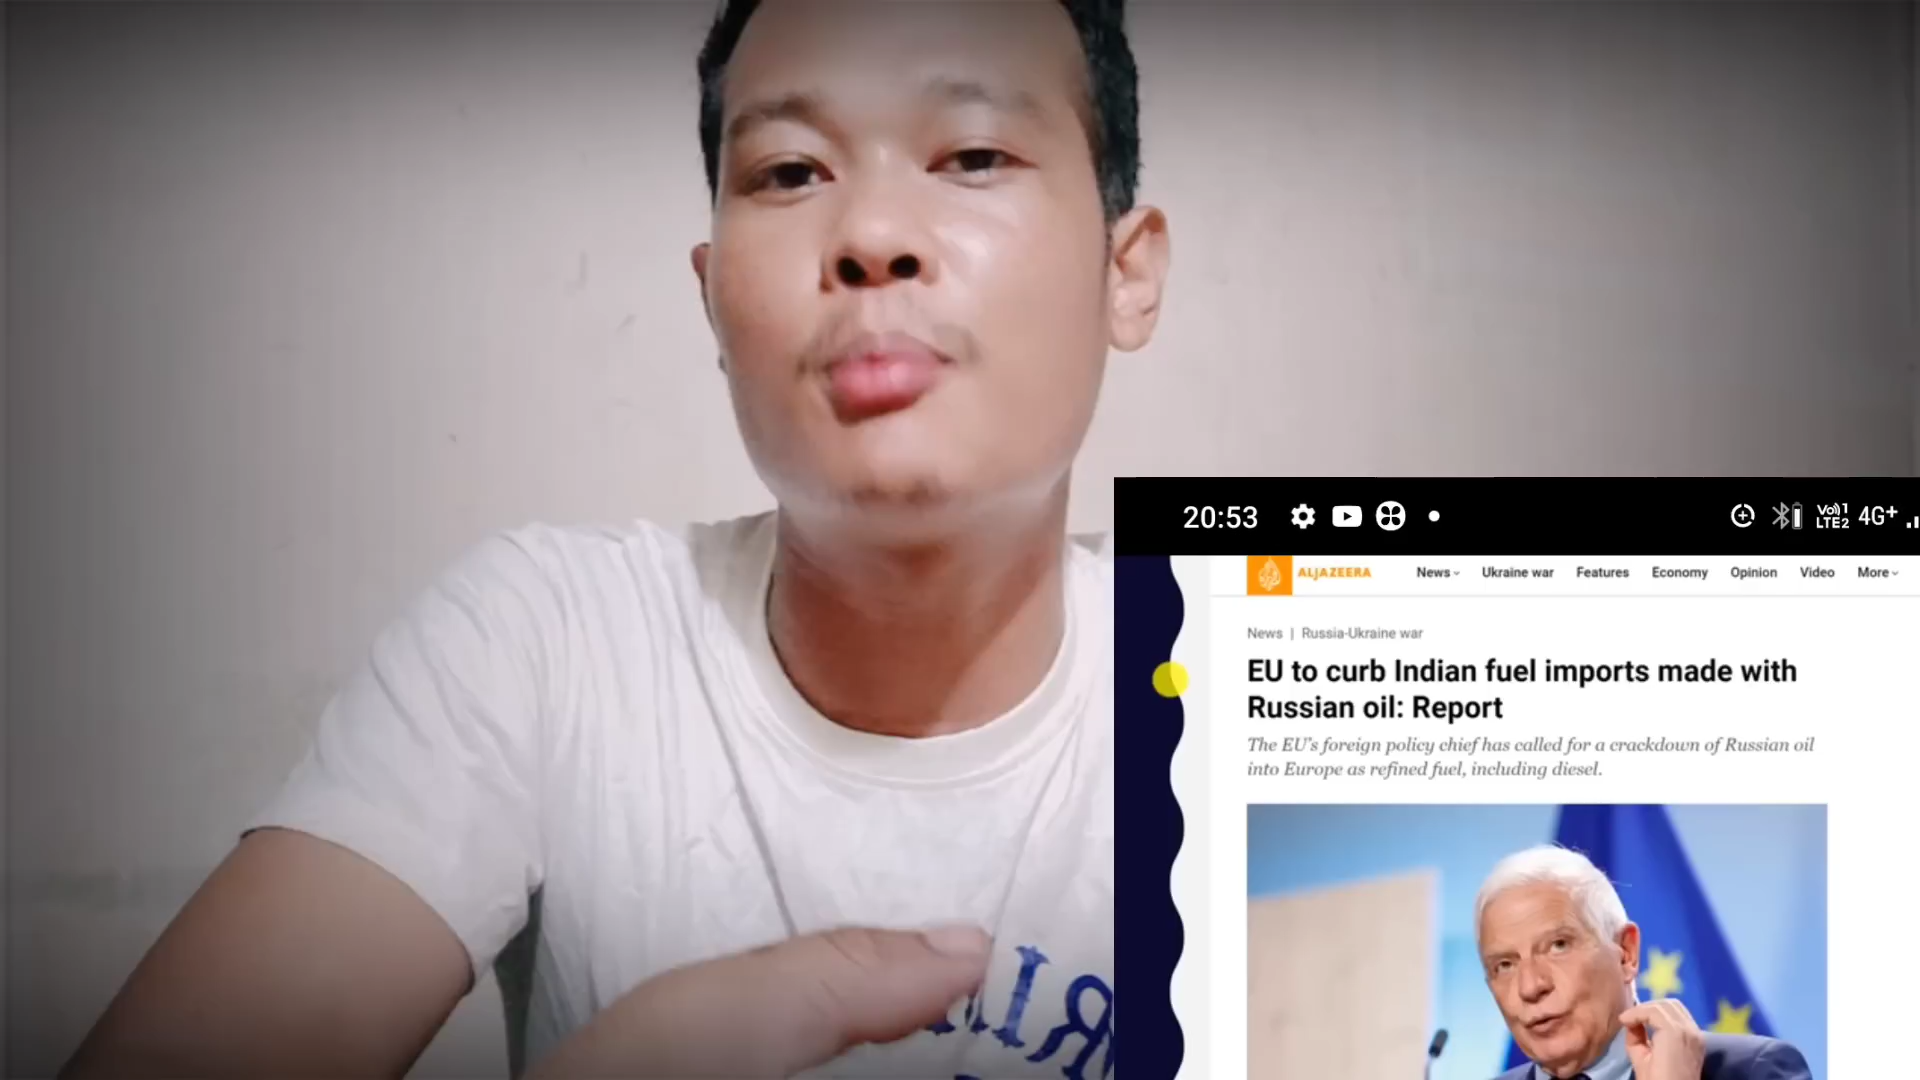 20:53
Vo))1
LTE2
4G+
ALJAZEERA
News
Ukraine war
Features
Economy
Opinion
Video
More
News | Russia-Ukraine war
EU to curb Indian fuel imports made with
Russian oil: Report
The EU's foreign policy chief has called for a crackdown of Russian oil
into Europe as refined fuel, including diesel.